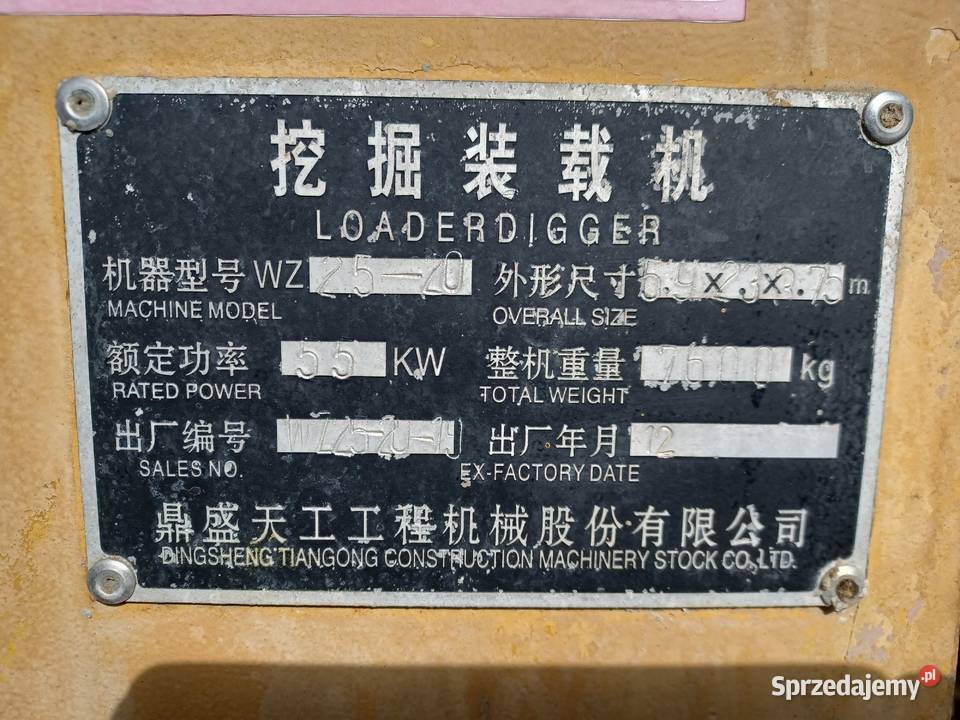 挖掘装载机
LOADERDIGGER
机器型号 WZ 25-20 外形尺寸 m
MACHINE MODEL OVERALL SIZE
额定功率 55 KW 整机重量 kg
RATED POWER TOTAL WEIGHT
出厂编号 出厂年月 12
SALES NO. EX-FACTORY DATE
鼎盛天工工程机械股份有限公司
DINGSHENG TIANGONG CONSTRUCTION MACHINERY STOCK CO.,LTD.
Sprzedajemy.pl